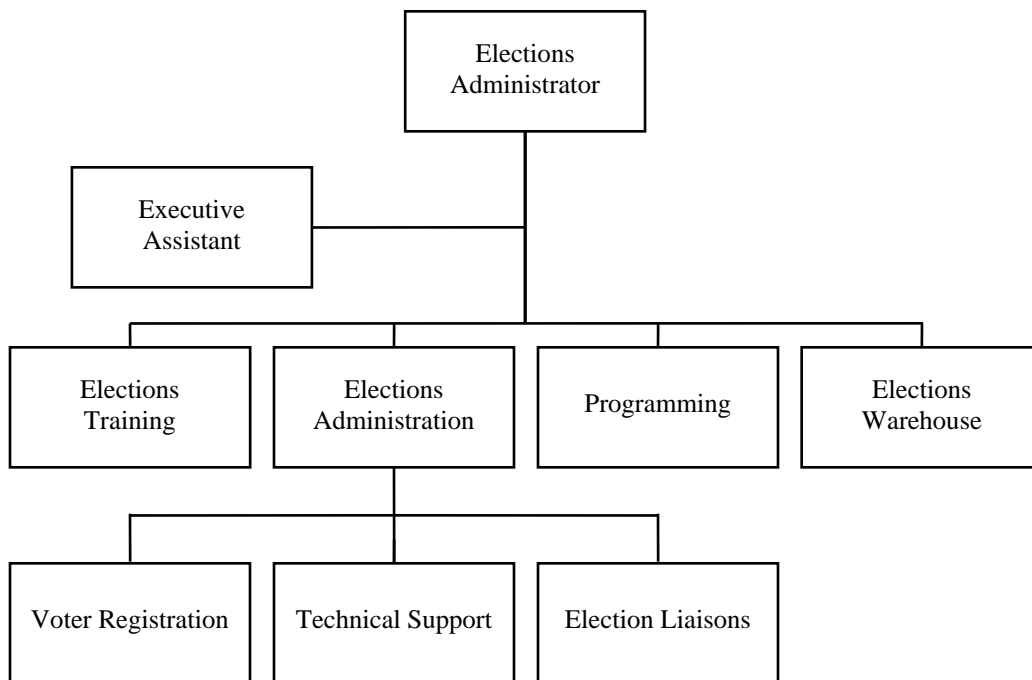 Elections
Administrator
Executive
Assistant
Elections
Training
Elections
Administration
Programming
Elections
Warehouse
Voter Registration
Technical Support
Election Liaisons